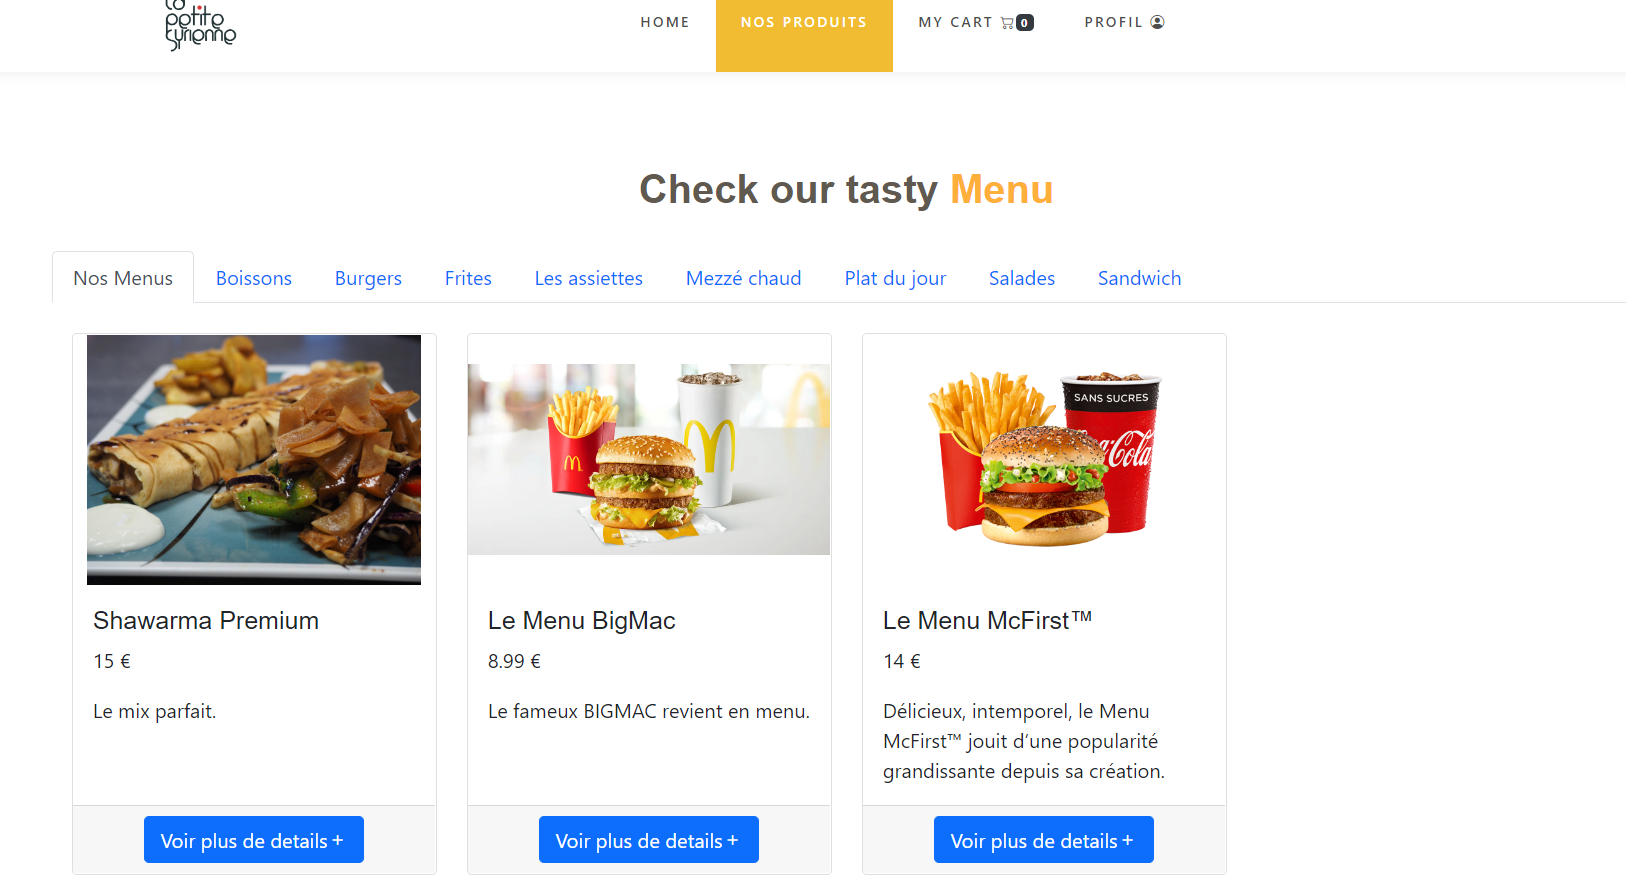 la
petite
syrienne
HOME
NOS PRODUITS
MY CART 0
PROFIL
Check our tasty Menu
Nos Menus
Boissons
Burgers
Frites
Les assiettes
Mezzé chaud
Plat du jour
Salades
Sandwich
SANS SUCRES
Coca-Cola
Shawarma Premium
15 €
Le mix parfait.
Voir plus de details +
Le Menu BigMac
8.99 €
Le fameux BIGMAC revient en menu.
Voir plus de details +
Le Menu McFirst™
14 €
Délicieux, intemporel, le Menu
McFirst™ jouit d’une popularité
grandissante depuis sa création.
Voir plus de details +